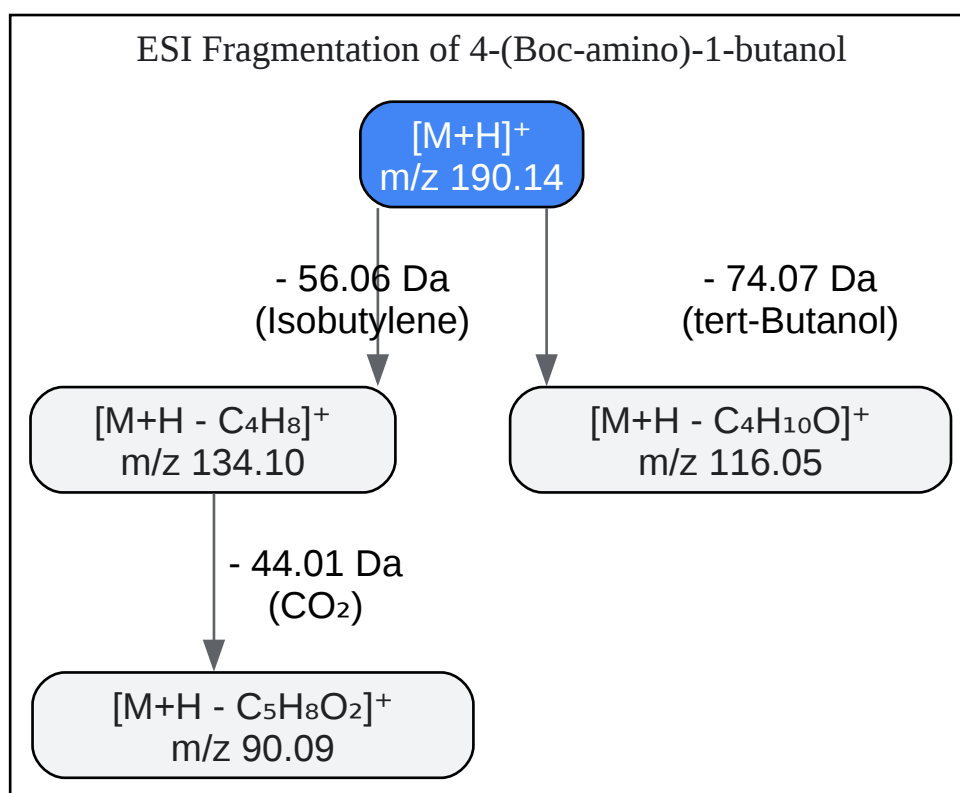 ESI Fragmentation of 4-(Boc-amino)-1-butanol
[M+H]⁺
m/z 190.14
- 56.06 Da
(Isobutylene)
- 74.07 Da
(tert-Butanol)
[M+H - C₄H₈]⁺
m/z 134.10
[M+H - C₄H₁₀O]⁺
m/z 116.05
- 44.01 Da
(CO₂)
[M+H - C₅H₈O₂]⁺
m/z 90.09